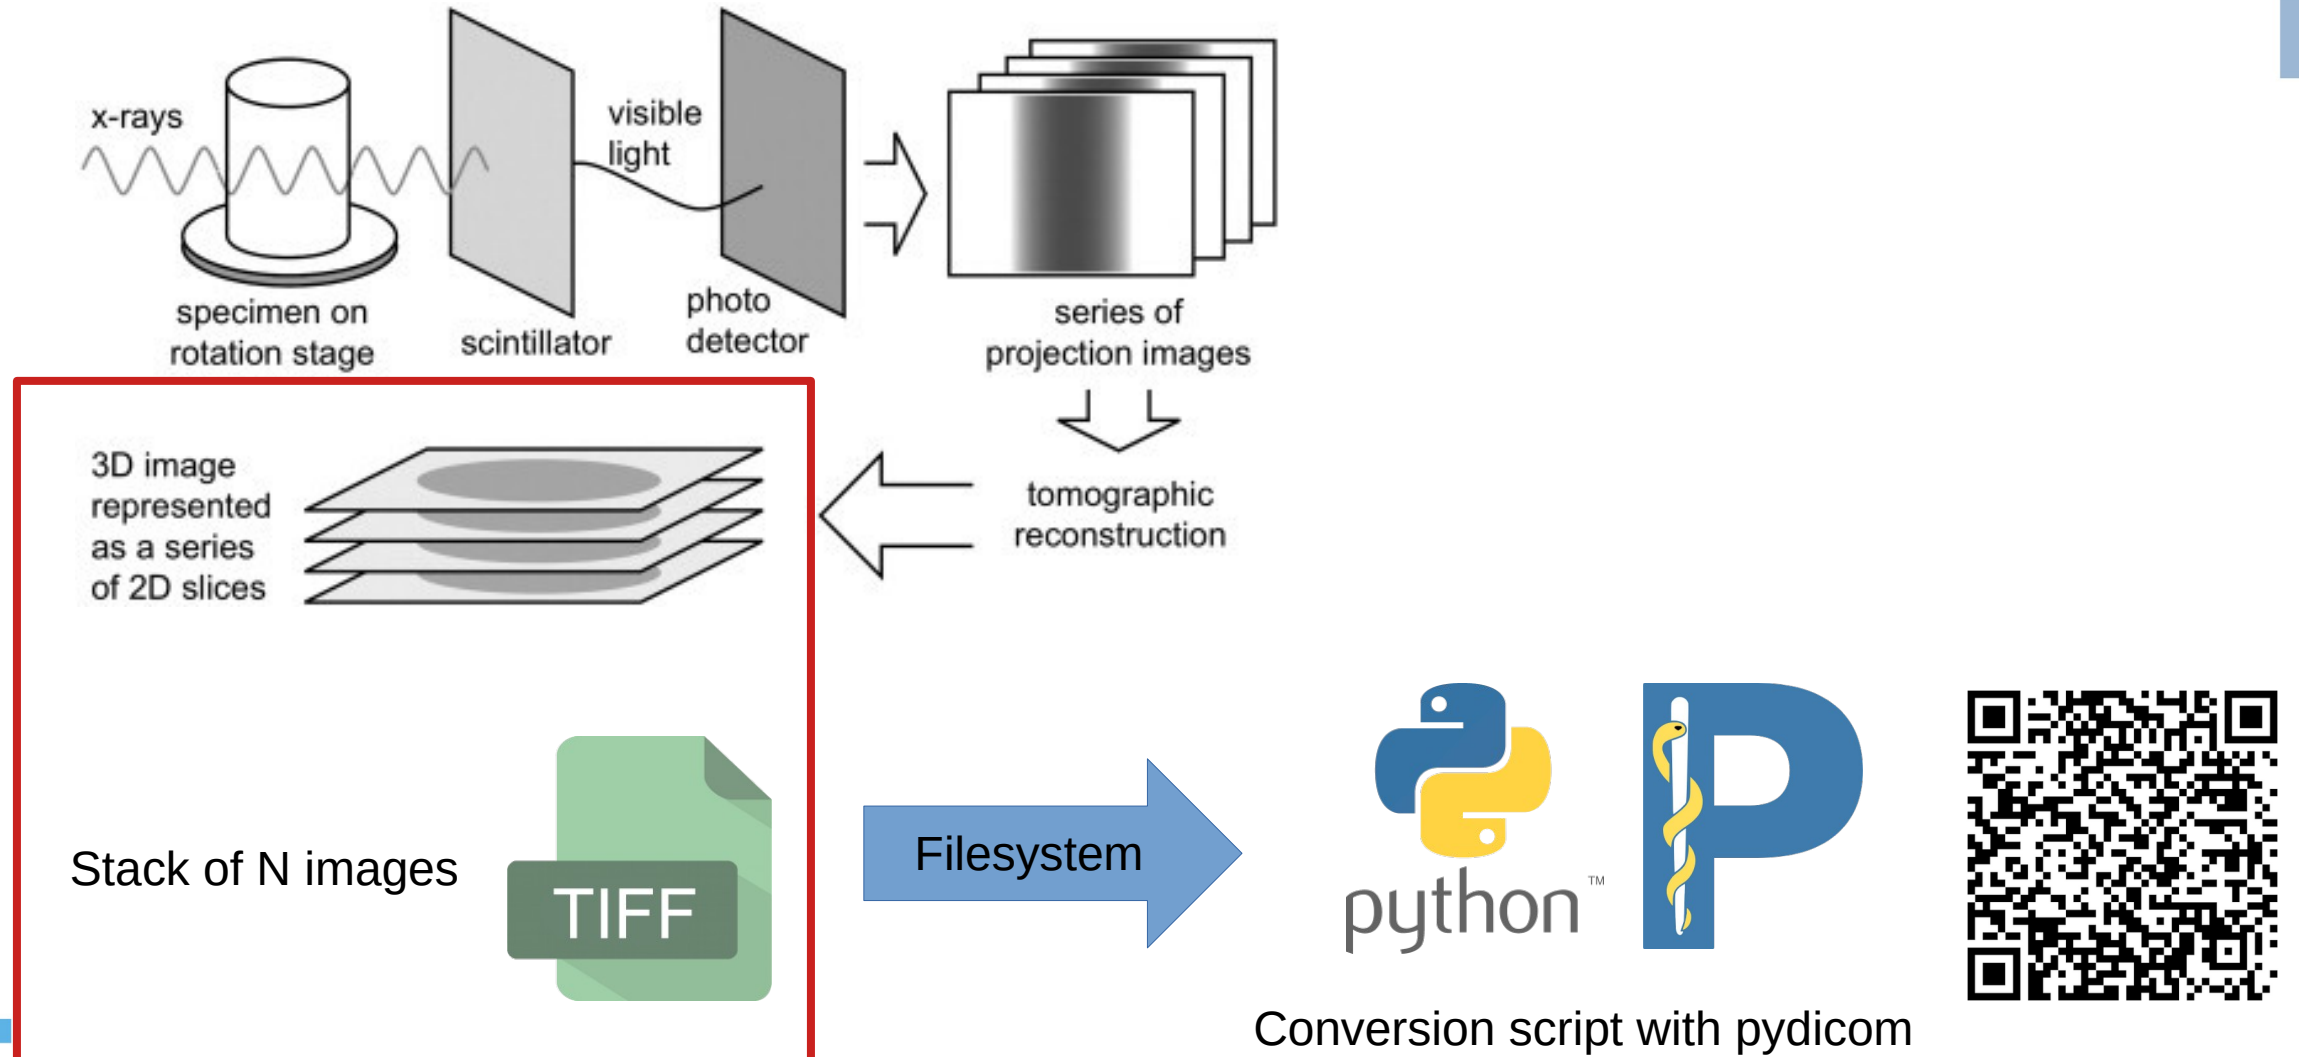 x-rays
visible
light
specimen on
rotation stage
scintillator
photo
detector
series of
projection images
3D image
represented
as a series
of 2D slices
tomographic
reconstruction
Stack of N images
TIFF
Filesystem
python™
P
Conversion script with pydicom